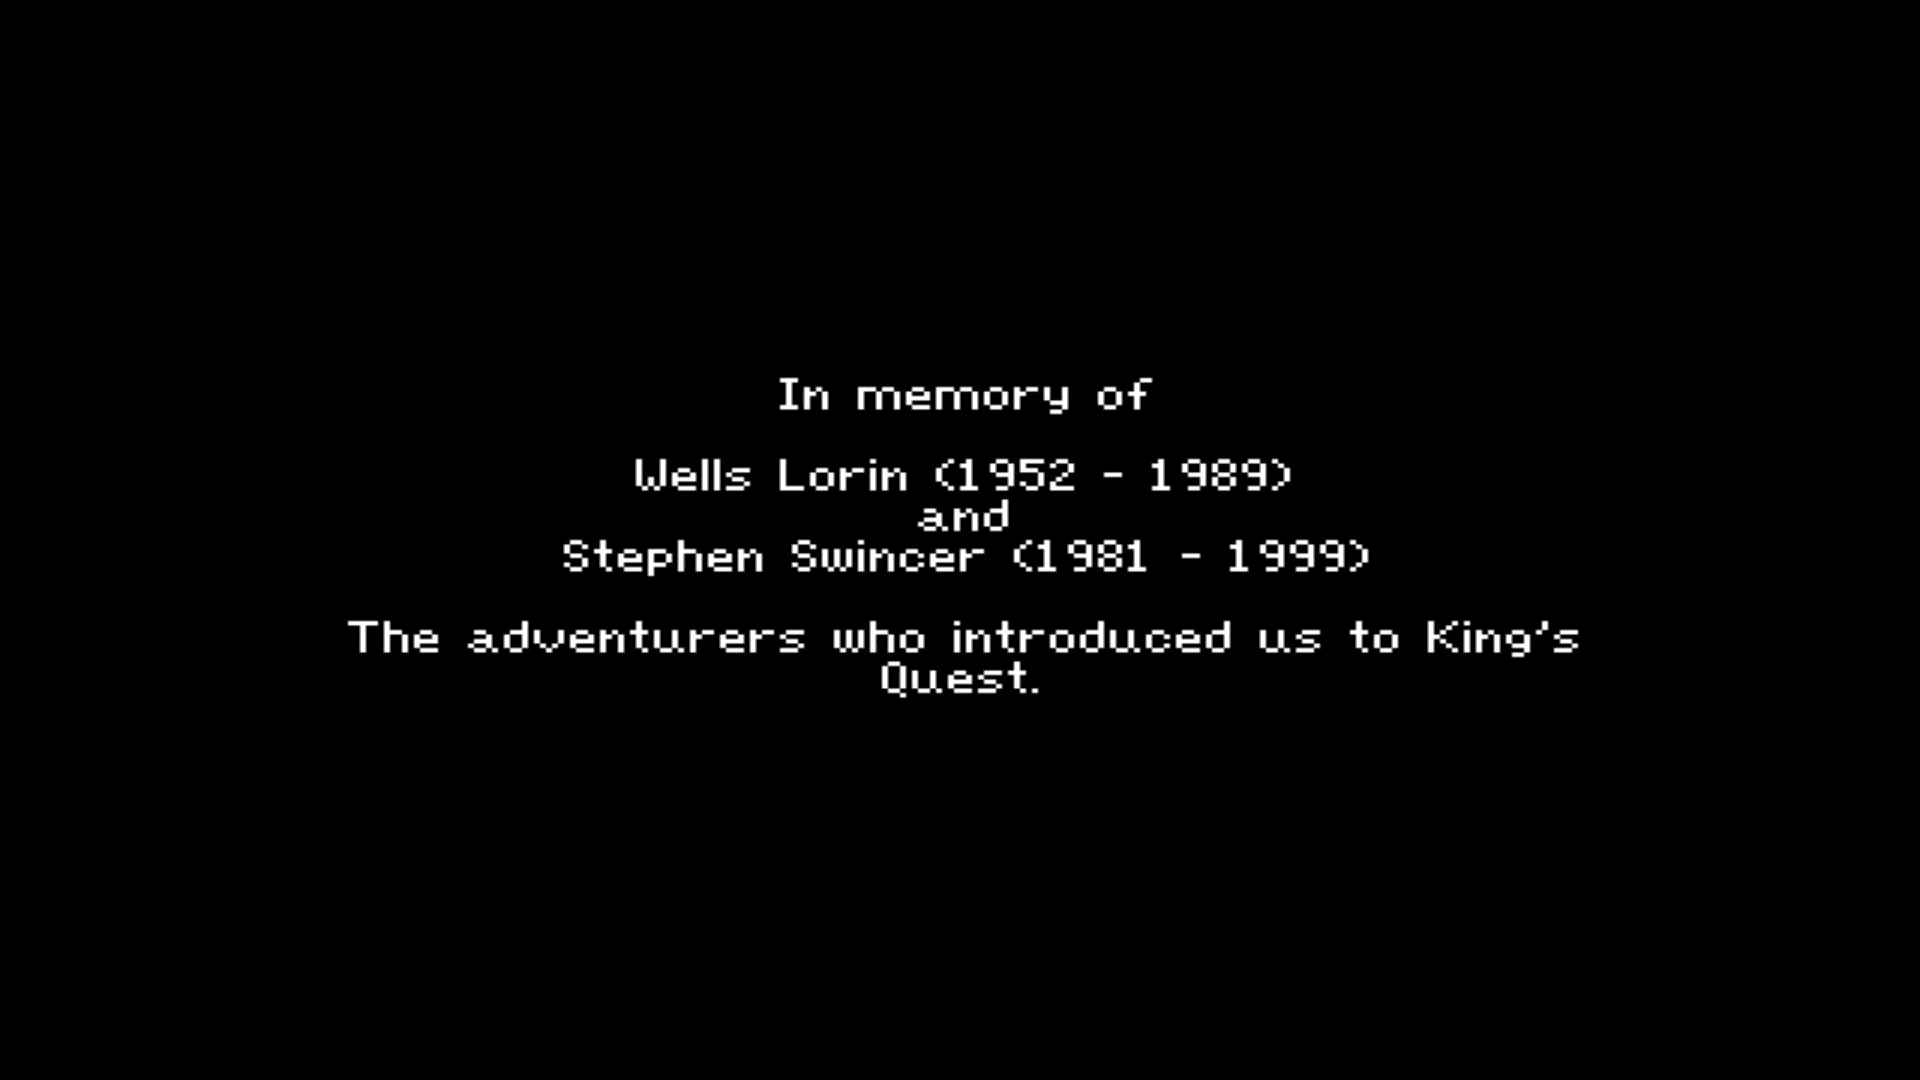 In memory of
Wells Lorin (1952 - 1989)
and
Stephen Swincer (1981 - 1999)
The adventurers who introduced us to King's
Quest.